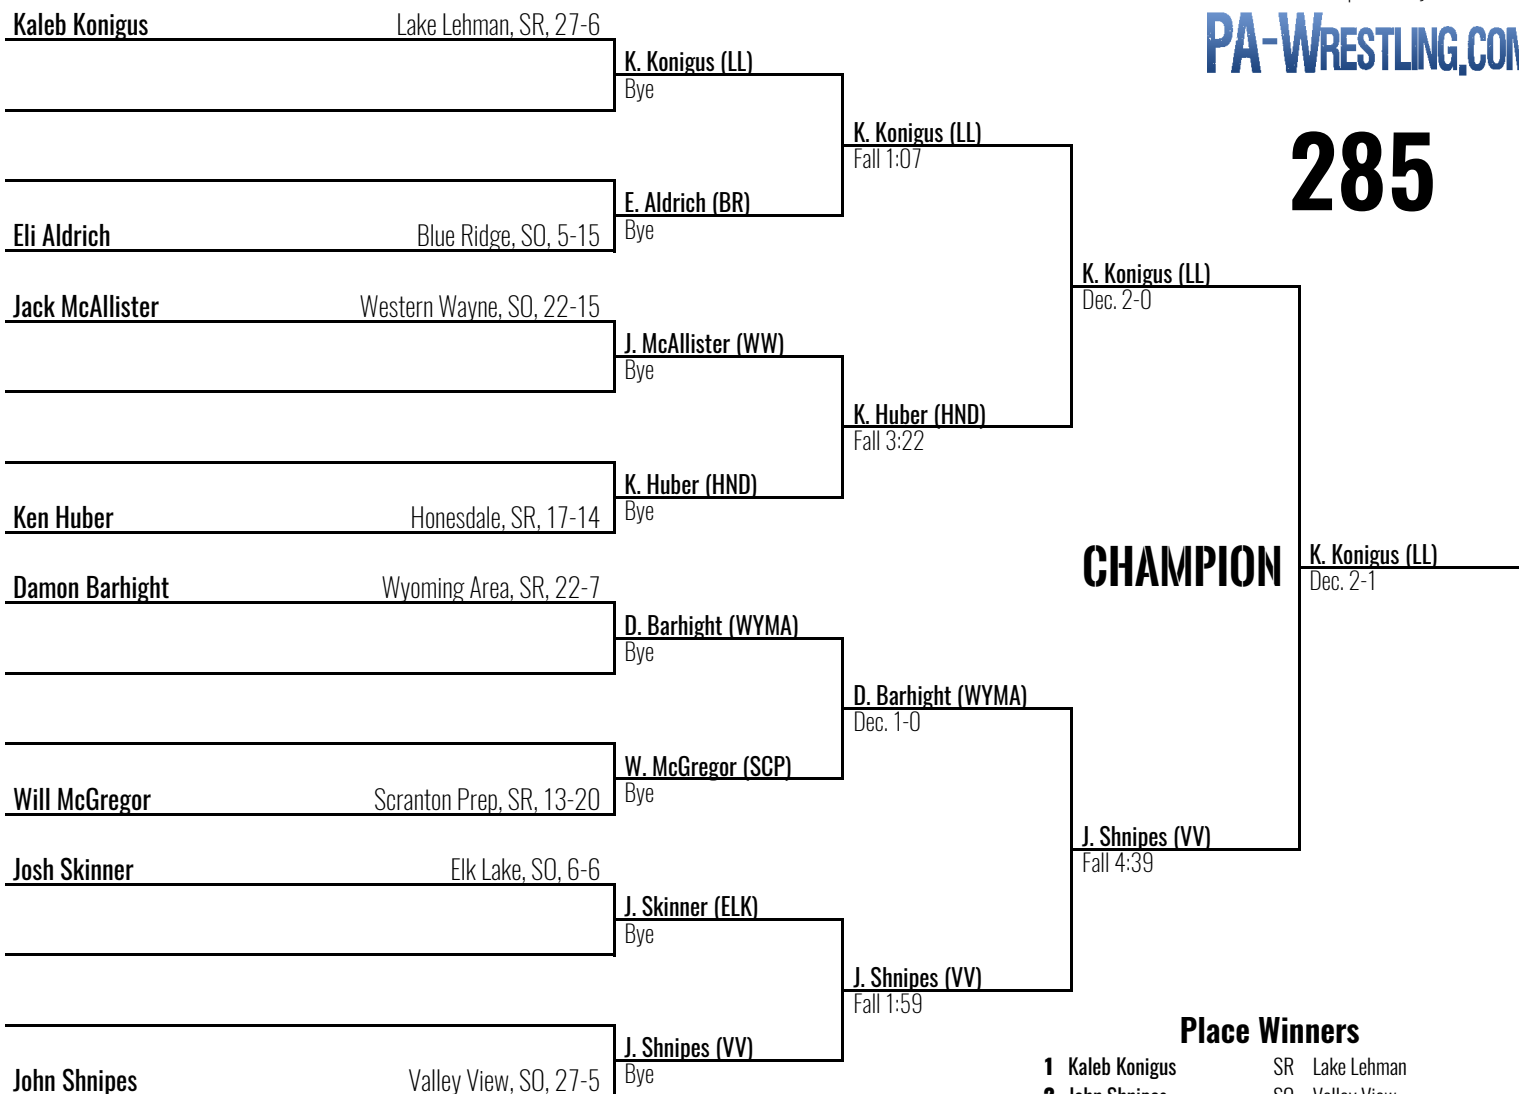 Kaleb Konigus Lake Lehman, SR, 27-6
PA-WRESTLING.COM
K. Konigus (LL)
Bye
K. Konigus (LL)
Fall 1:07
285
E. Aldrich (BR)
Eli Aldrich Blue Ridge, SO, 5-15
Bye
K. Konigus (LL)
Dec. 2-0
Jack McAllister Western Wayne, SO, 22-15
J. McAllister (WW)
Bye
K. Huber (HND)
Fall 3:22
K. Huber (HND)
Bye
Ken Huber Honesdale, SR, 17-14
CHAMPION
K. Konigus (LL)
Dec. 2-1
Damon Barhight Wyoming Area, SR, 22-7
D. Barhight (WYMA)
Bye
D. Barhight (WYMA)
Dec. 1-0
W. McGregor (SCP)
Bye
Will McGregor Scranton Prep, SR, 13-20
J. Shnipes (VV)
Fall 4:39
Josh Skinner Elk Lake, SO, 6-6
J. Skinner (ELK)
Bye
J. Shnipes (VV)
Fall 1:59
Place Winners
J. Shnipes (VV)
Bye
1 Kaleb Konigus SR Lake Lehman
John Shnipes Valley View, SO, 27-5
2 John Shnipes SO Valley View